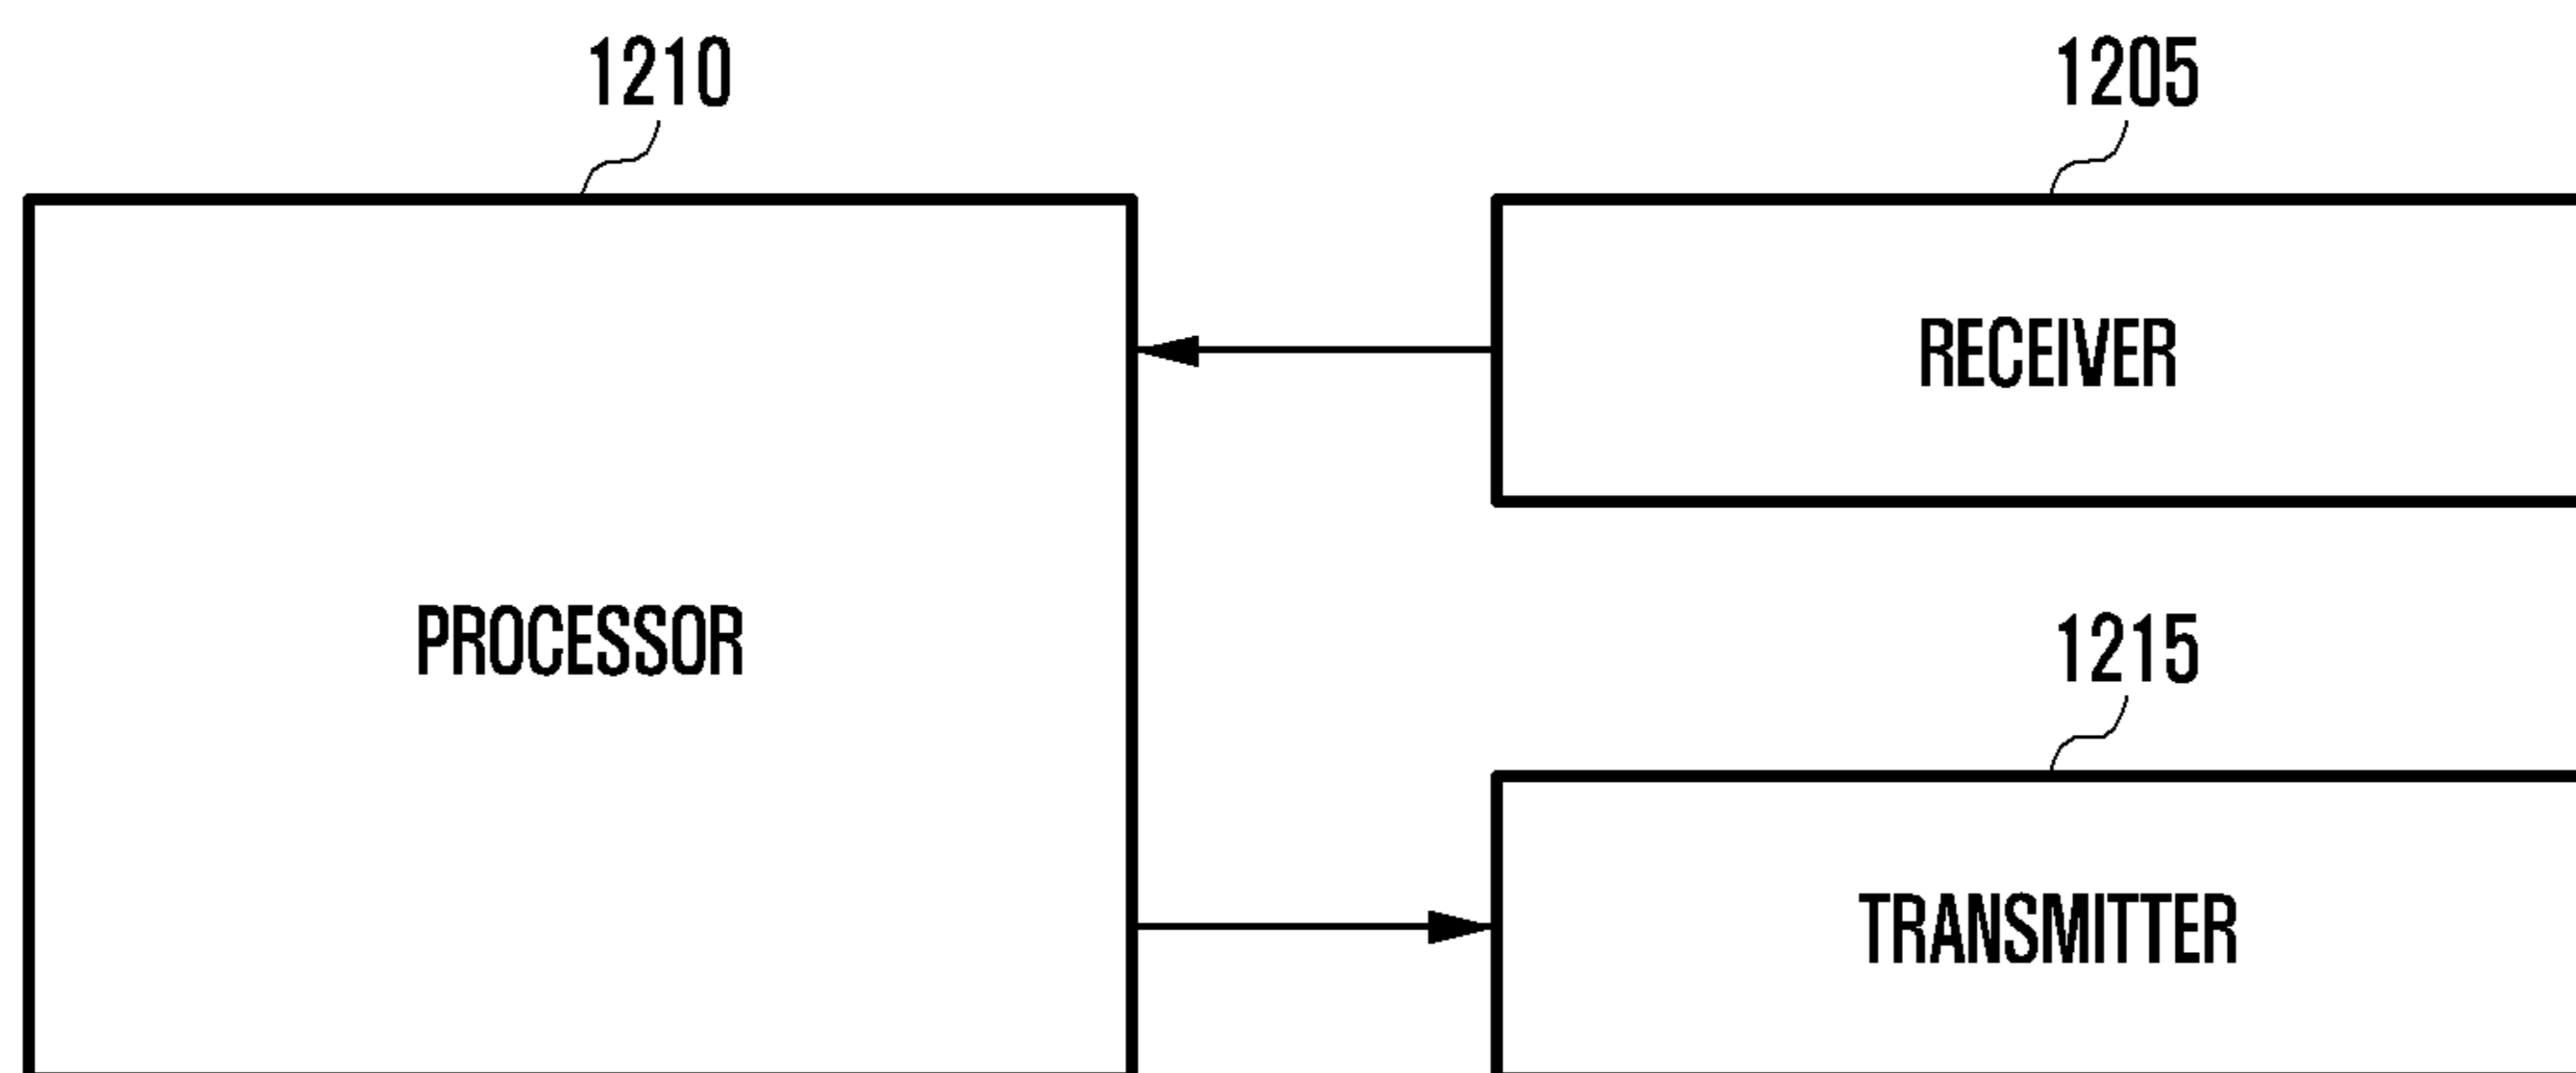 1210
PROCESSOR
1205
RECEIVER
1215
TRANSMITTER